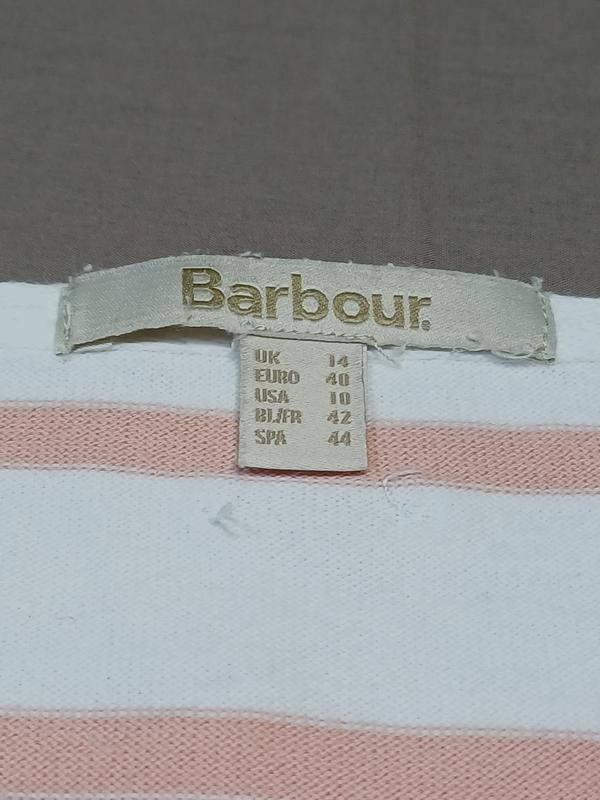 Barbour®
UK 14
EURO 40
USA 10
BL/FR 42
SPA 44